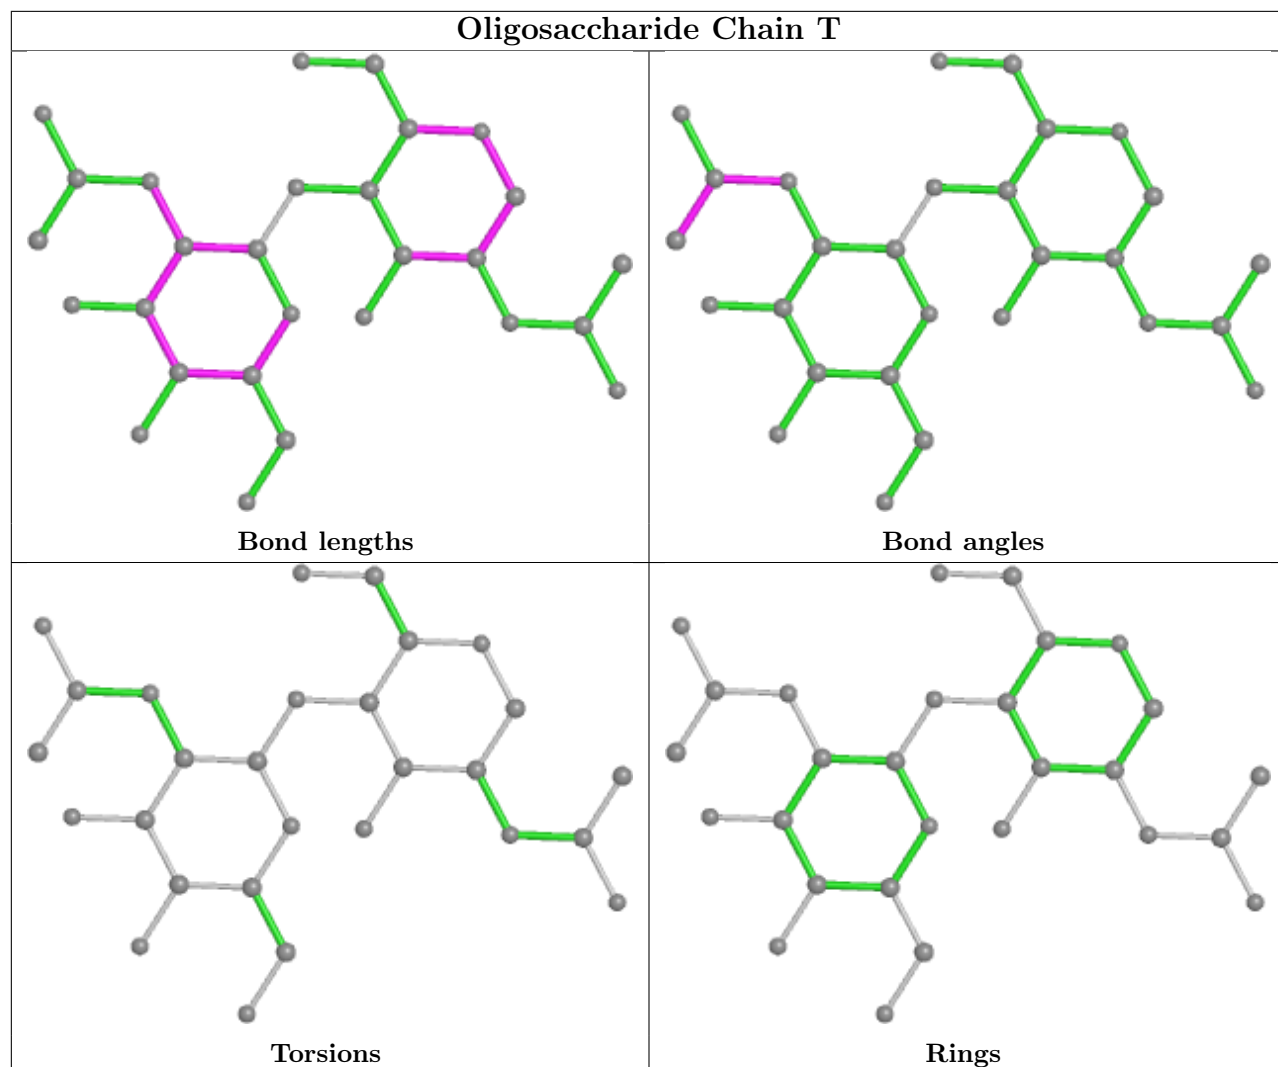 Oligosaccharide Chain T
Bond lengths
Bond angles
Torsions
Rings